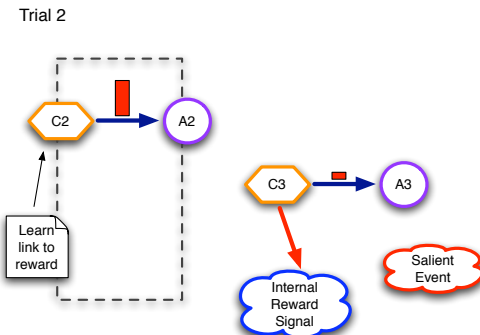 Trial 2
C2
A2
C3
A3
Learn
link to
reward
Internal
Reward
Signal
Salient
Event